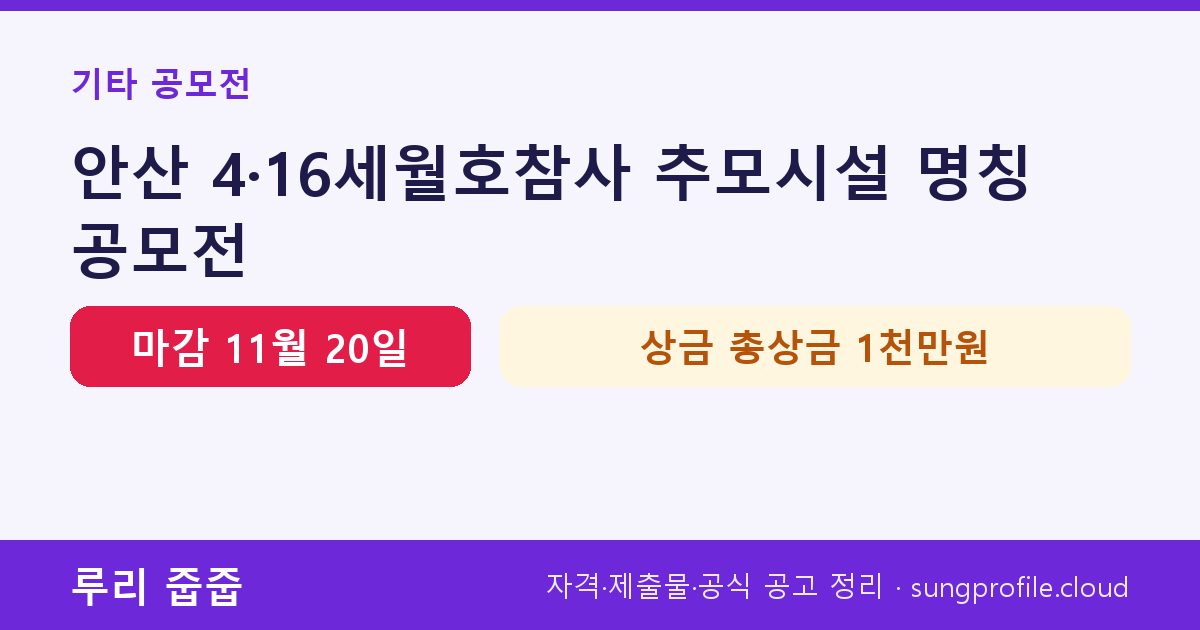 기타 공모전
안산 4·16세월호참사 추모시설 명칭
공모전
마감 11월 20일
상금 총상금 1천만원
루리 줍줍
자격·제출물·공식 공고 정리 · sungprofile.cloud